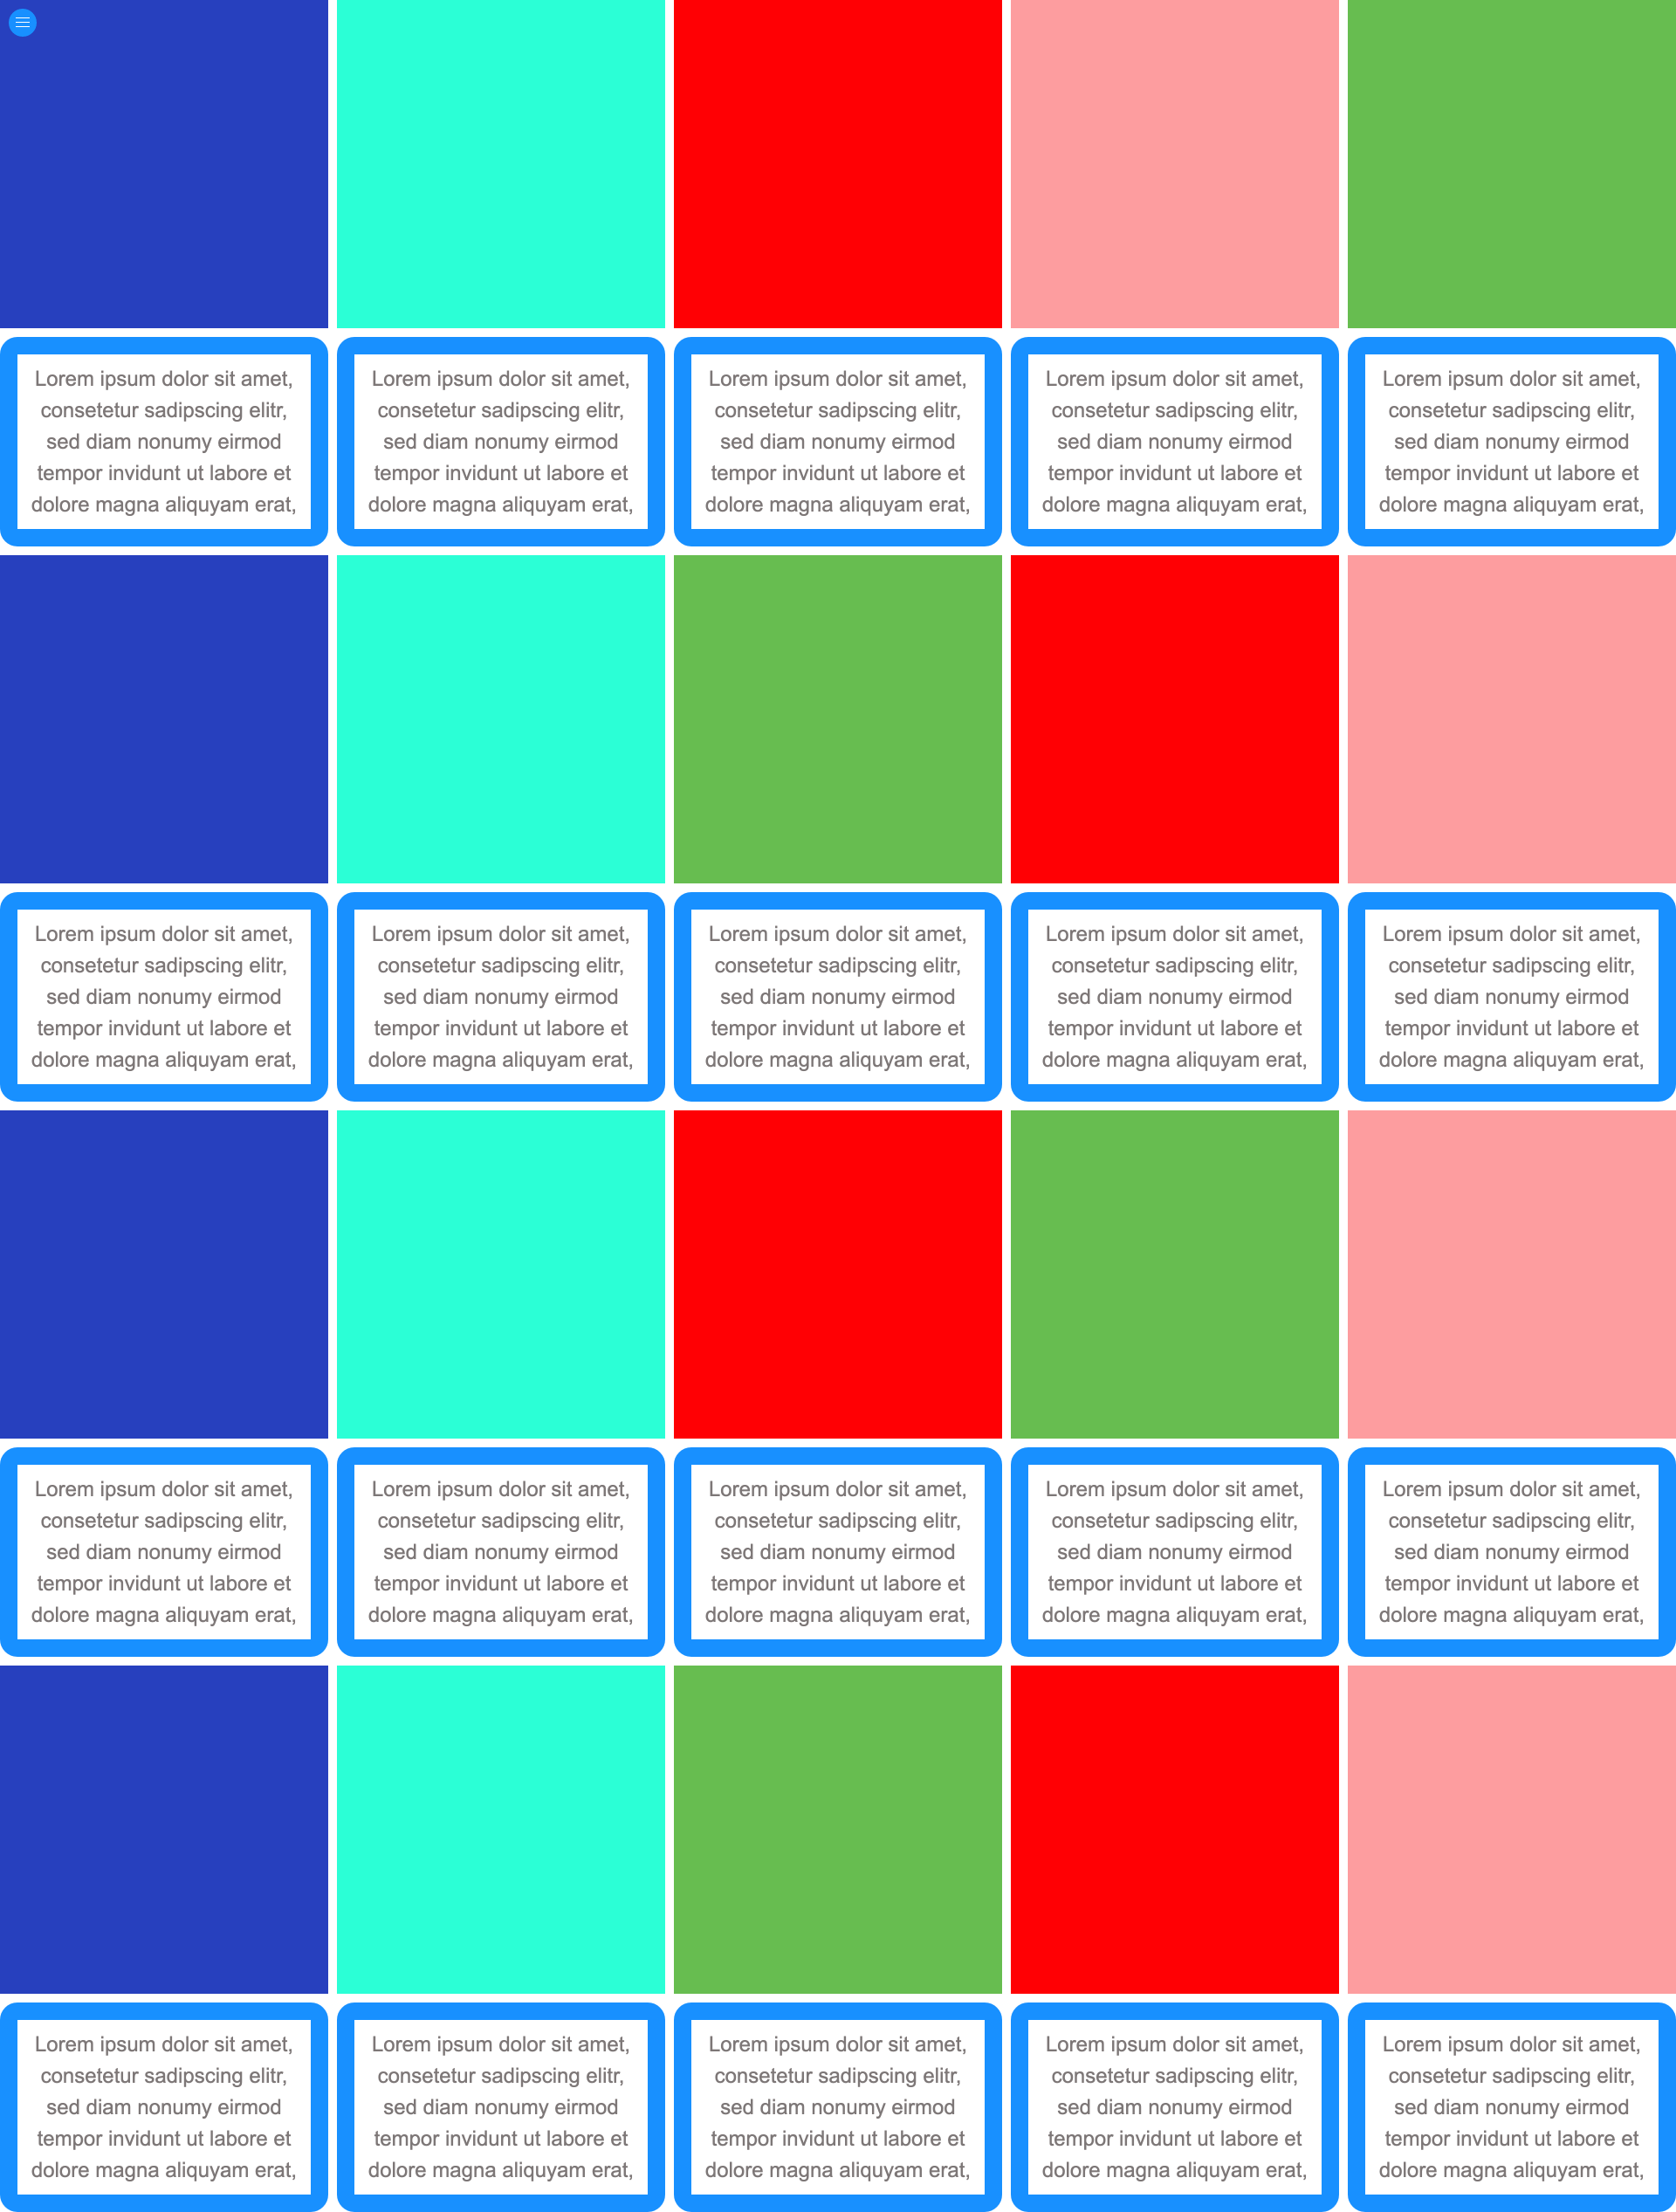 Lorem ipsum dolor sit amet,
consetetur sadipscing elitr,
sed diam nonumy eirmod
tempor invidunt ut labore et
dolore magna aliquyam erat,
Lorem ipsum dolor sit amet,
consetetur sadipscing elitr,
sed diam nonumy eirmod
tempor invidunt ut labore et
dolore magna aliquyam erat,
Lorem ipsum dolor sit amet,
consetetur sadipscing elitr,
sed diam nonumy eirmod
tempor invidunt ut labore et
dolore magna aliquyam erat,
Lorem ipsum dolor sit amet,
consetetur sadipscing elitr,
sed diam nonumy eirmod
tempor invidunt ut labore et
dolore magna aliquyam erat,
Lorem ipsum dolor sit amet,
consetetur sadipscing elitr,
sed diam nonumy eirmod
tempor invidunt ut labore et
dolore magna aliquyam erat,
Lorem ipsum dolor sit amet,
consetetur sadipscing elitr,
sed diam nonumy eirmod
tempor invidunt ut labore et
dolore magna aliquyam erat,
Lorem ipsum dolor sit amet,
consetetur sadipscing elitr,
sed diam nonumy eirmod
tempor invidunt ut labore et
dolore magna aliquyam erat,
Lorem ipsum dolor sit amet,
consetetur sadipscing elitr,
sed diam nonumy eirmod
tempor invidunt ut labore et
dolore magna aliquyam erat,
Lorem ipsum dolor sit amet,
consetetur sadipscing elitr,
sed diam nonumy eirmod
tempor invidunt ut labore et
dolore magna aliquyam erat,
Lorem ipsum dolor sit amet,
consetetur sadipscing elitr,
sed diam nonumy eirmod
tempor invidunt ut labore et
dolore magna aliquyam erat,
Lorem ipsum dolor sit amet,
consetetur sadipscing elitr,
sed diam nonumy eirmod
tempor invidunt ut labore et
dolore magna aliquyam erat,
Lorem ipsum dolor sit amet,
consetetur sadipscing elitr,
sed diam nonumy eirmod
tempor invidunt ut labore et
dolore magna aliquyam erat,
Lorem ipsum dolor sit amet,
consetetur sadipscing elitr,
sed diam nonumy eirmod
tempor invidunt ut labore et
dolore magna aliquyam erat,
Lorem ipsum dolor sit amet,
consetetur sadipscing elitr,
sed diam nonumy eirmod
tempor invidunt ut labore et
dolore magna aliquyam erat,
Lorem ipsum dolor sit amet,
consetetur sadipscing elitr,
sed diam nonumy eirmod
tempor invidunt ut labore et
dolore magna aliquyam erat,
Lorem ipsum dolor sit amet,
consetetur sadipscing elitr,
sed diam nonumy eirmod
tempor invidunt ut labore et
dolore magna aliquyam erat,
Lorem ipsum dolor sit amet,
consetetur sadipscing elitr,
sed diam nonumy eirmod
tempor invidunt ut labore et
dolore magna aliquyam erat,
Lorem ipsum dolor sit amet,
consetetur sadipscing elitr,
sed diam nonumy eirmod
tempor invidunt ut labore et
dolore magna aliquyam erat,
Lorem ipsum dolor sit amet,
consetetur sadipscing elitr,
sed diam nonumy eirmod
tempor invidunt ut labore et
dolore magna aliquyam erat,
Lorem ipsum dolor sit amet,
consetetur sadipscing elitr,
sed diam nonumy eirmod
tempor invidunt ut labore et
dolore magna aliquyam erat,